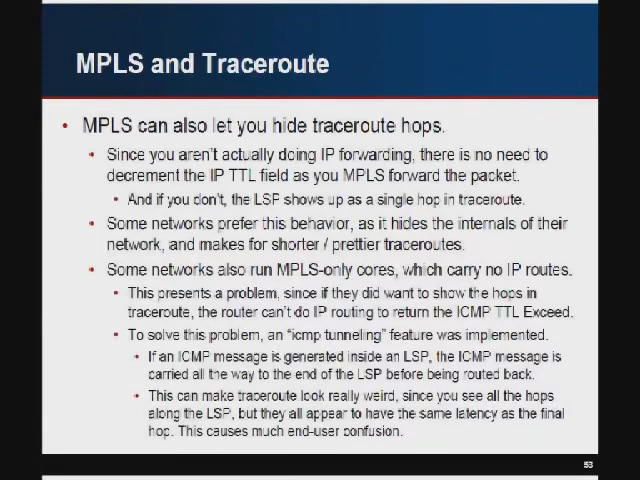 MPLS and Traceroute
• MPLS can also let you hide traceroute hops.
• Since you aren't actually doing IP forwarding, there is no need to
decrement the IP TTL field as you MPLS forward the packet.
• And if you don't, the LSP shows up as a single hop in traceroute.
• Some networks prefer this behavior, as it hides the internals of their
network, and makes for shorter / prettier traceroutes.
• Some networks also run MPLS-only cores, which carry no IP routes.
• This presents a problem, since if they did want to show the hops in
traceroute, the router can't do IP routing to return the ICMP TTL Exceed.
• To solve this problem, an "icmp tunneling" feature was implemented.
• If an ICMP message is generated inside an LSP, the ICMP message is
carried all the way to the end of the LSP before being routed back.
• This can make traceroute look really weird, since you see all the hops
along the LSP, but they all appear to have the same latency as the final
hop. This causes much end-user confusion.
53